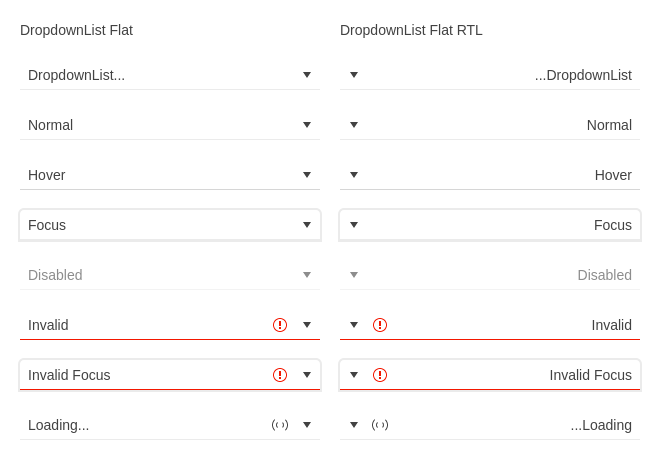 DropdownList Flat
DropdownList...
Normal
Hover
Focus
Disabled
Invalid
Invalid Focus
Loading...
DropdownList Flat RTL
...DropdownList
Normal
Hover
Focus
Disabled
Invalid
Invalid Focus
...Loading